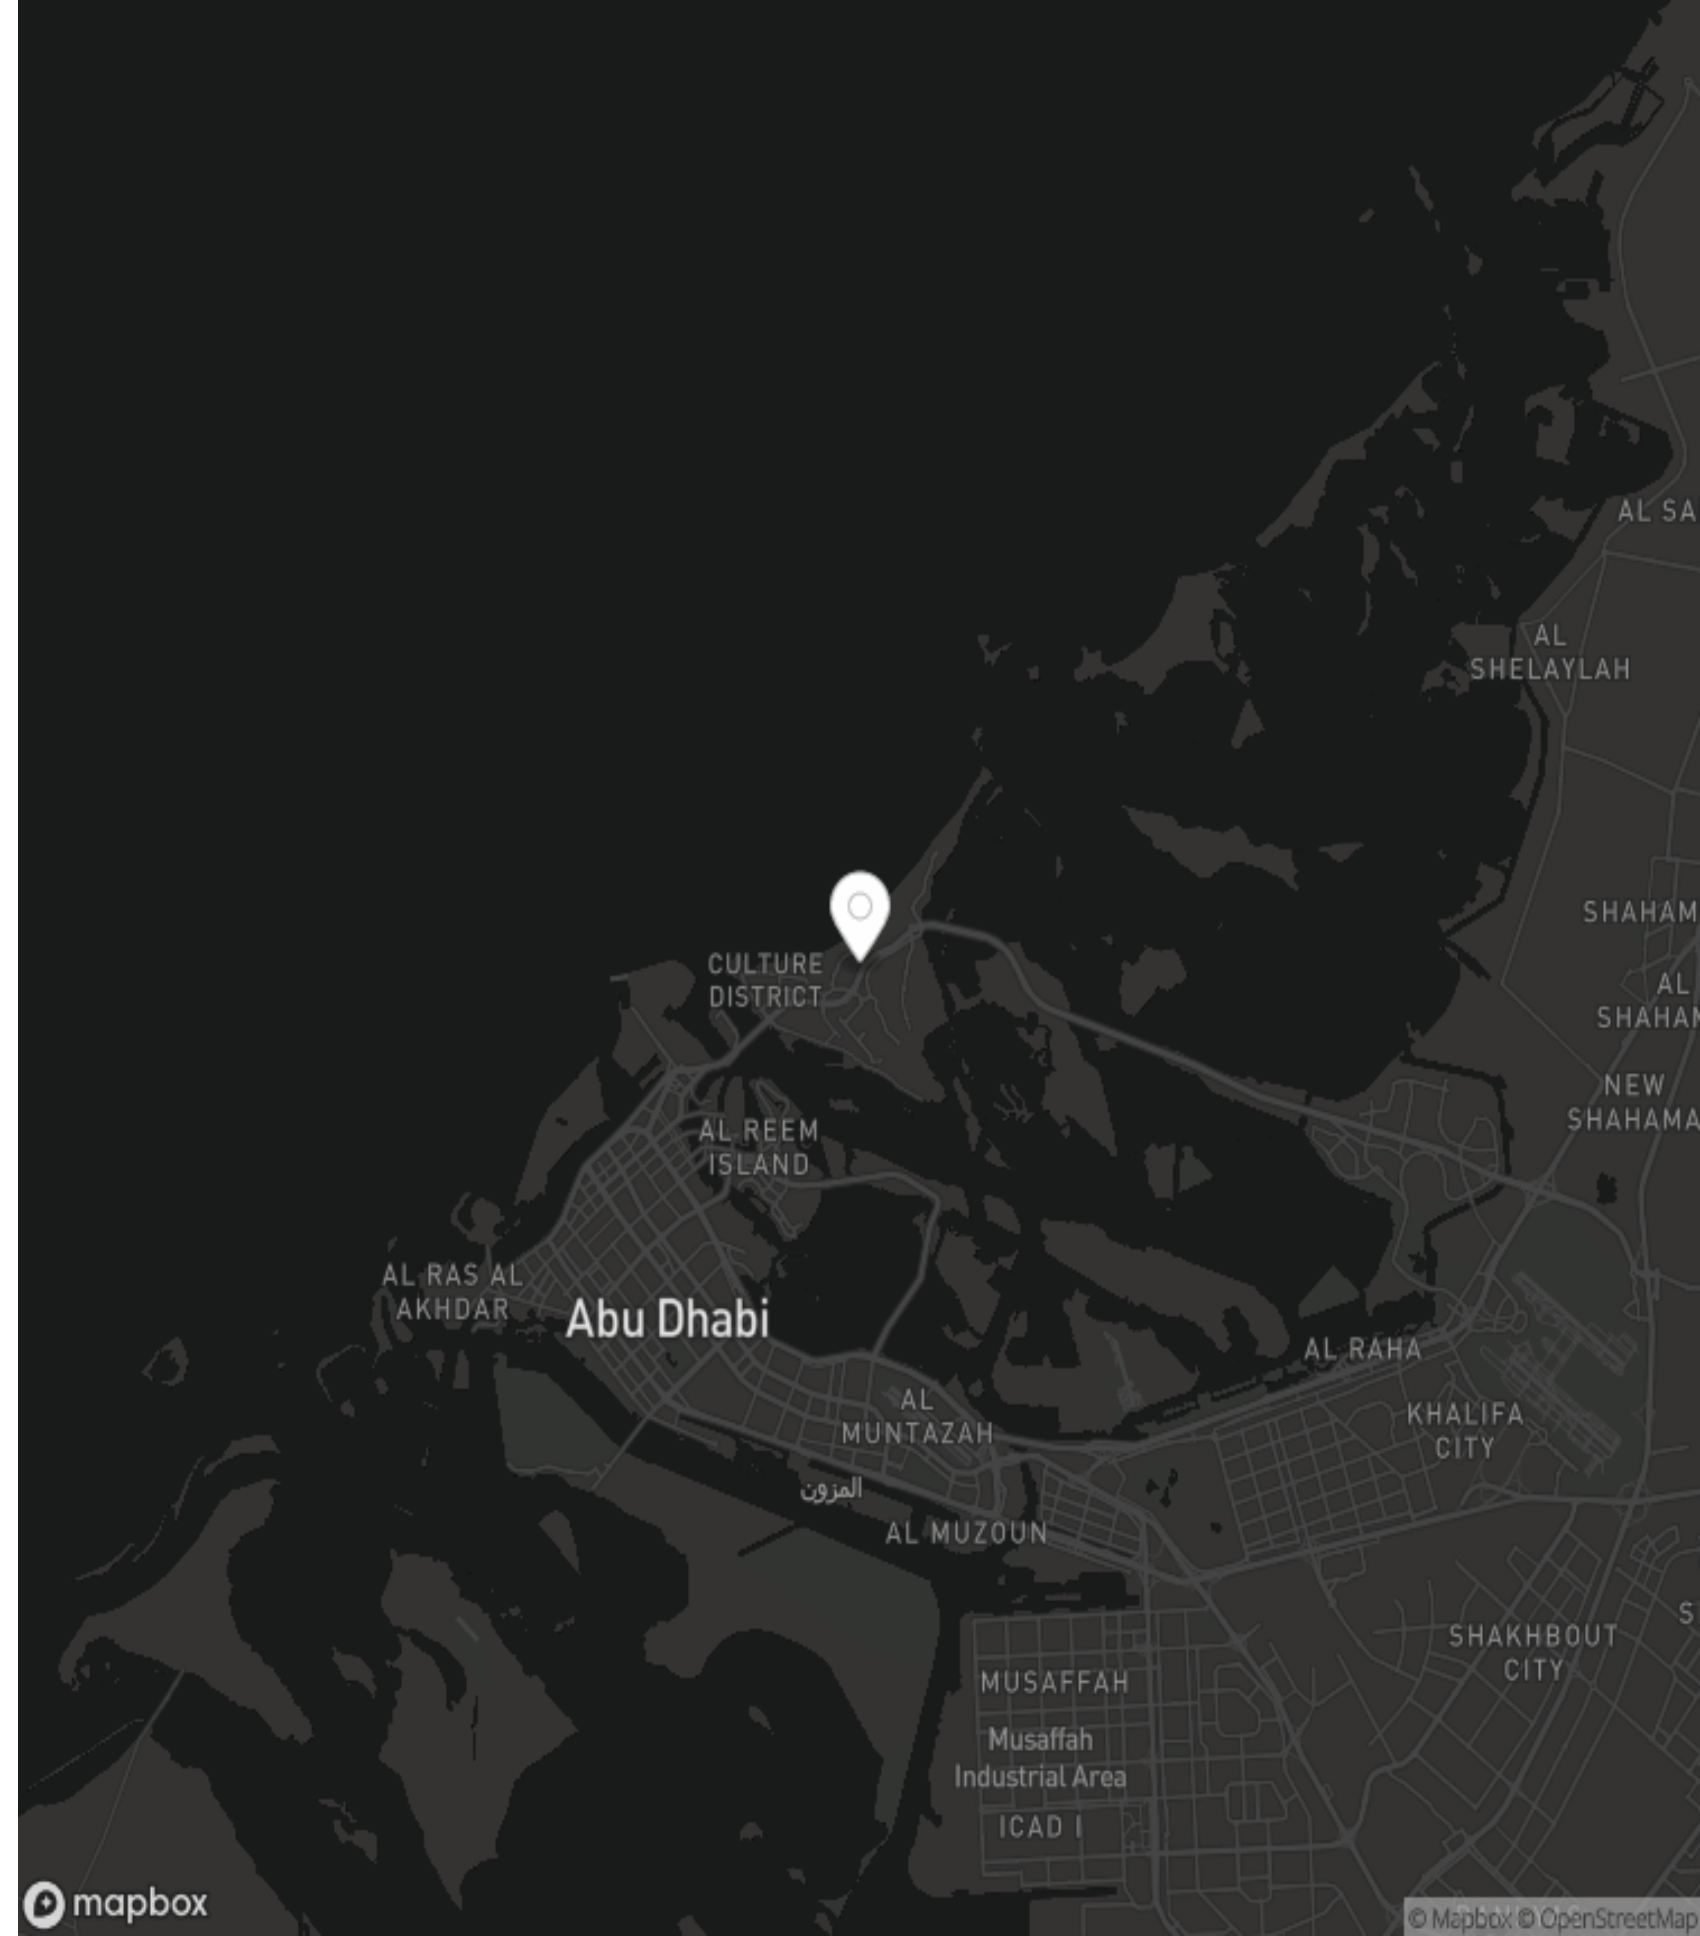 AL SA
AL
SHELAYLAH
SHAHAM
CULTURE
DISTRICT
AL
SHAHAM
NEW
SHAHAMA
AL REEM
ISLAND
AL RAS AL
AKHDAR
Abu Dhabi
AL RAHA
AL
MUNTAZAH
KHALIFA
CITY
المزون
AL MUZOUN
S
SHAKHBOUT
CITY
MUSAFFAH
Musaffah
Industrial Area
ICAD I
mapbox
© Mapbox © OpenStreetMap